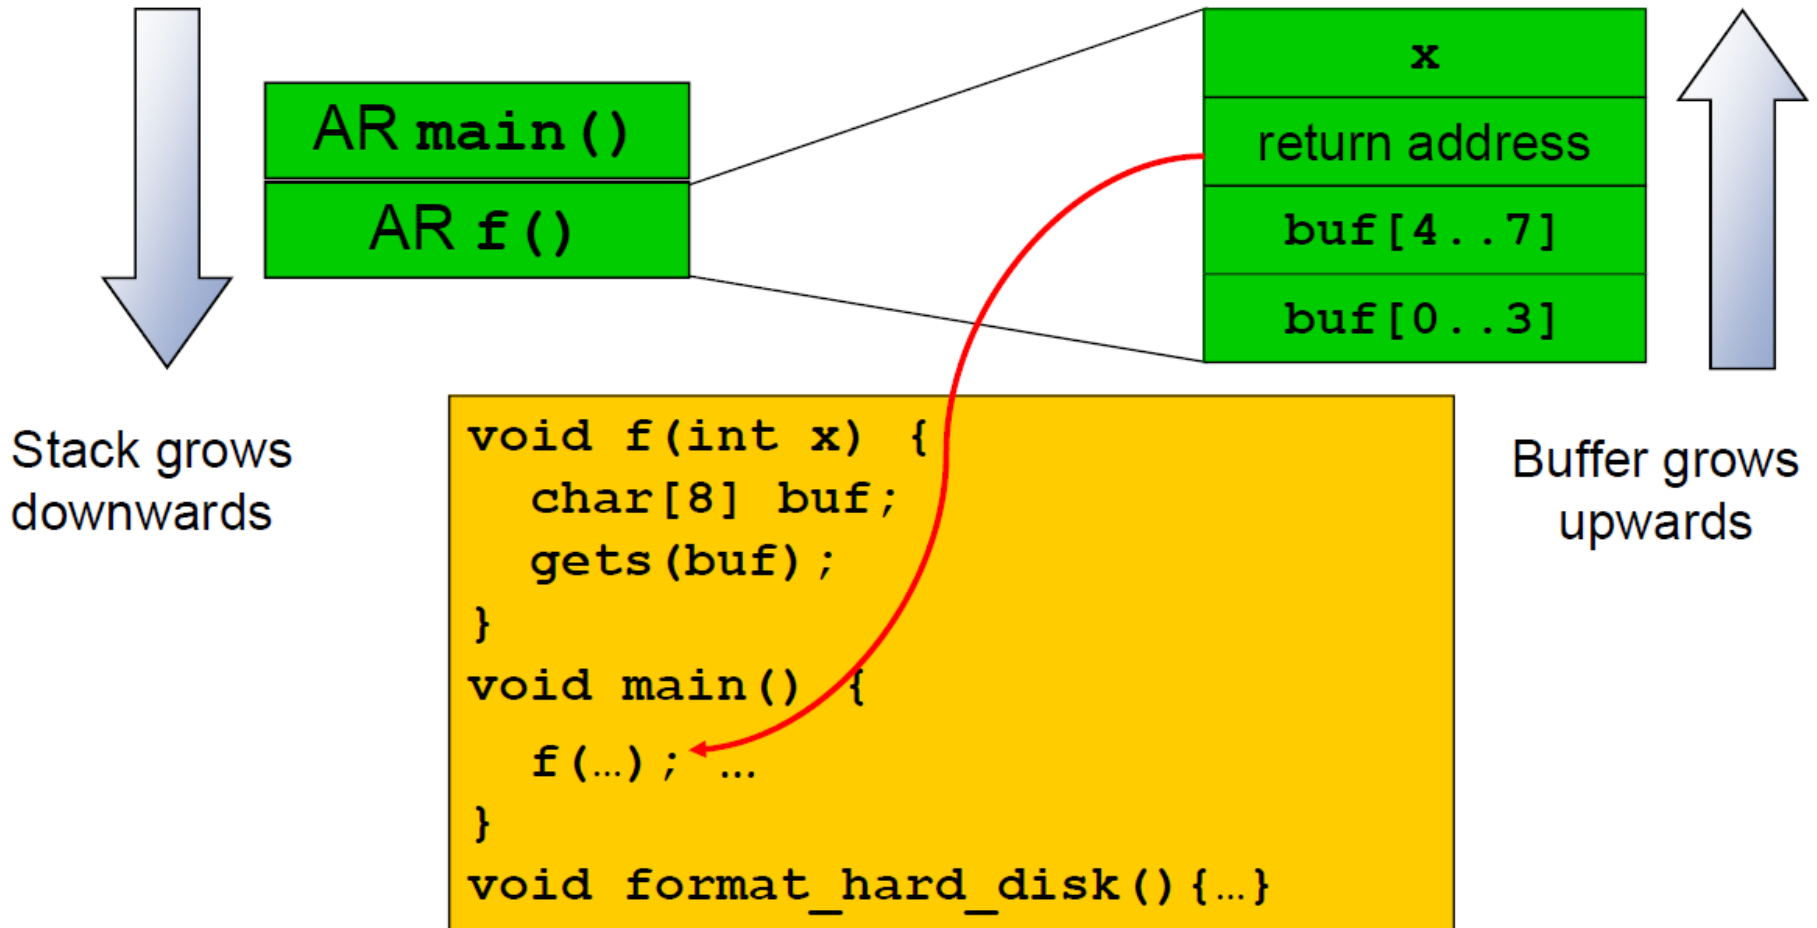 AR main()
AR f()
x
return address
buf[4..7]
buf[0..3]
Stack grows
downwards
Buffer grows
upwards
void f(int x) {
char[8] buf;
gets(buf);
}
void main() {
f(…); …
}
void format_hard_disk(){…}